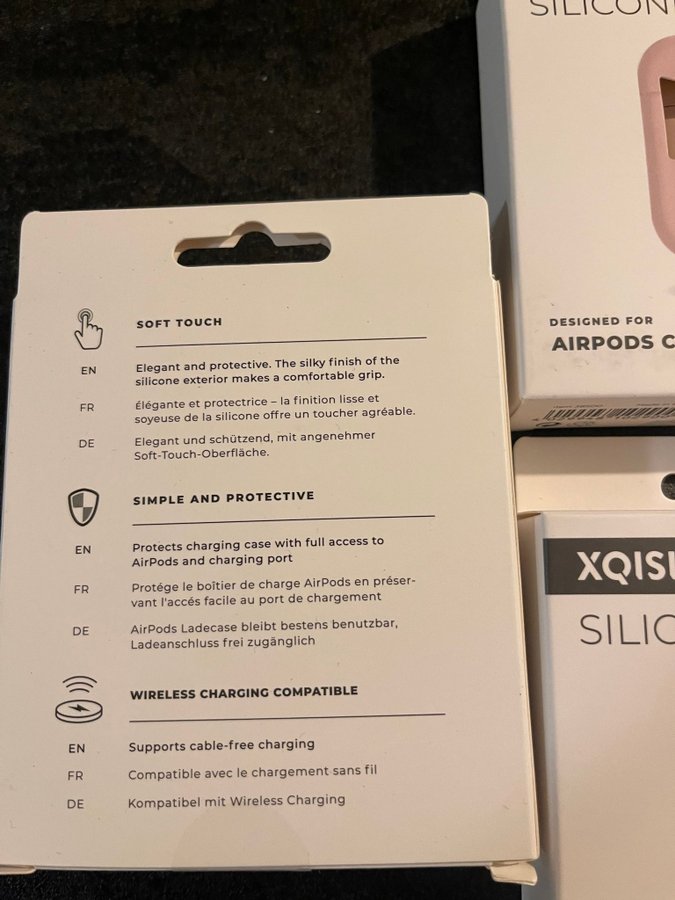 SOFT TOUCH
EN
Elegant and protective. The silky finish of the
silicone exterior makes a comfortable grip.
FR
élégante et protectrice – la finition lisse et
soyeuse de la silicone offre un toucher agréable.
DE
Elegant und schützend, mit angenehmer
Soft-Touch-Oberfläche.
SIMPLE AND PROTECTIVE
EN
Protects charging case with full access to
AirPods and charging port
FR
Protége le boîtier de charge AirPods en préser-
vant l'accés facile au port de chargement
DE
AirPods Ladecase bleibt bestens benutzbar,
Ladeanschluss frei zugänglich
WIRELESS CHARGING COMPATIBLE
EN
Supports cable-free charging
FR
Compatible avec le chargement sans fil
DE
Kompatibel mit Wireless Charging
SILICON
DESIGNED FOR
AIRPODS C
XQIS
SILIC